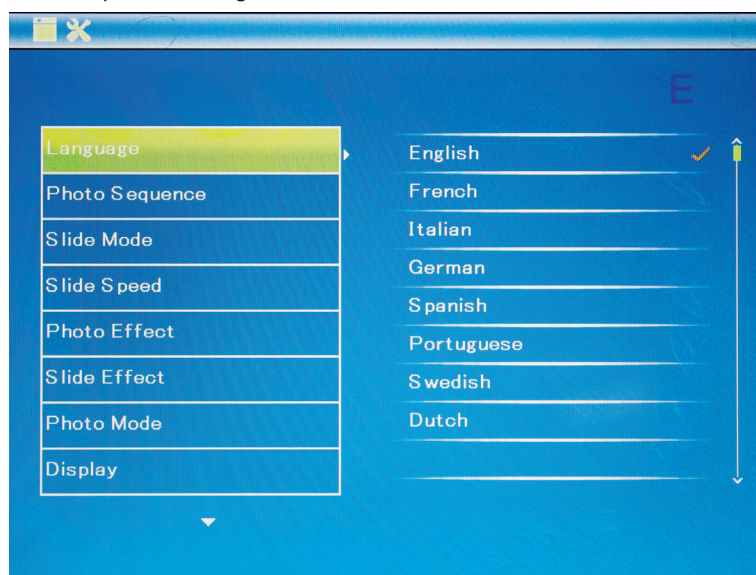 E
Language
Photo Sequence
Slide Mode
Slide Speed
Photo Effect
Slide Effect
Photo Mode
Display
English
French
Italian
German
Spanish
Portuguese
Swedish
Dutch